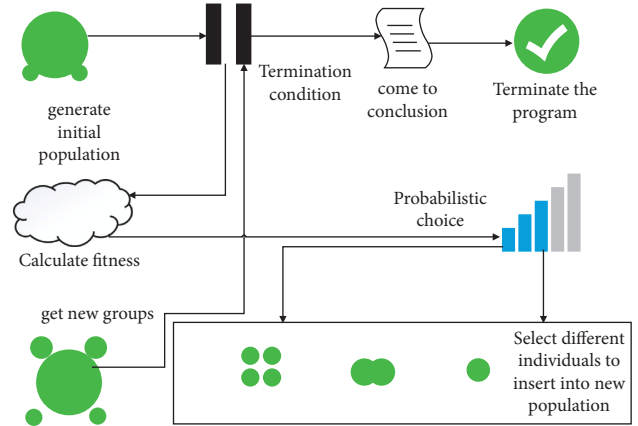 generate
initial
population
Termination
condition
come to
conclusion
Terminate the
program
Calculate fitness
Probabilistic
choice
get new groups
Select different
individuals to
insert into new
population